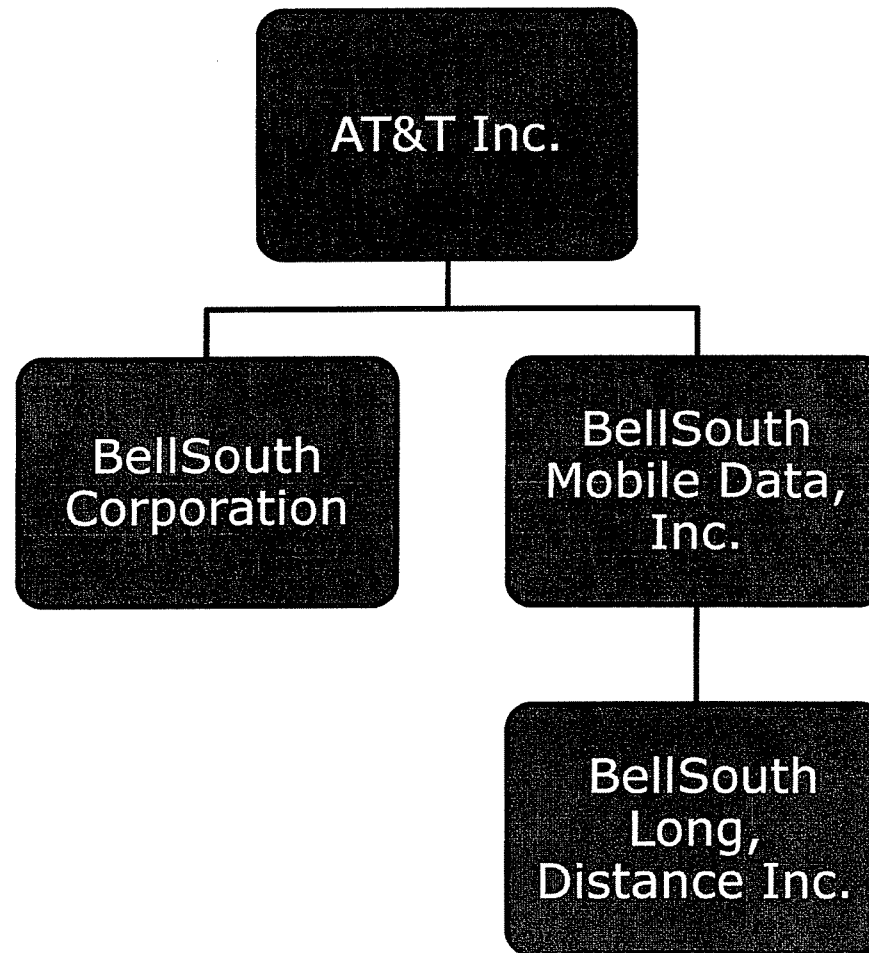 AT&T Inc.
BellSouth
Corporation
BellSouth
Mobile Data,
Inc.
BellSouth
Long,
Distance Inc.